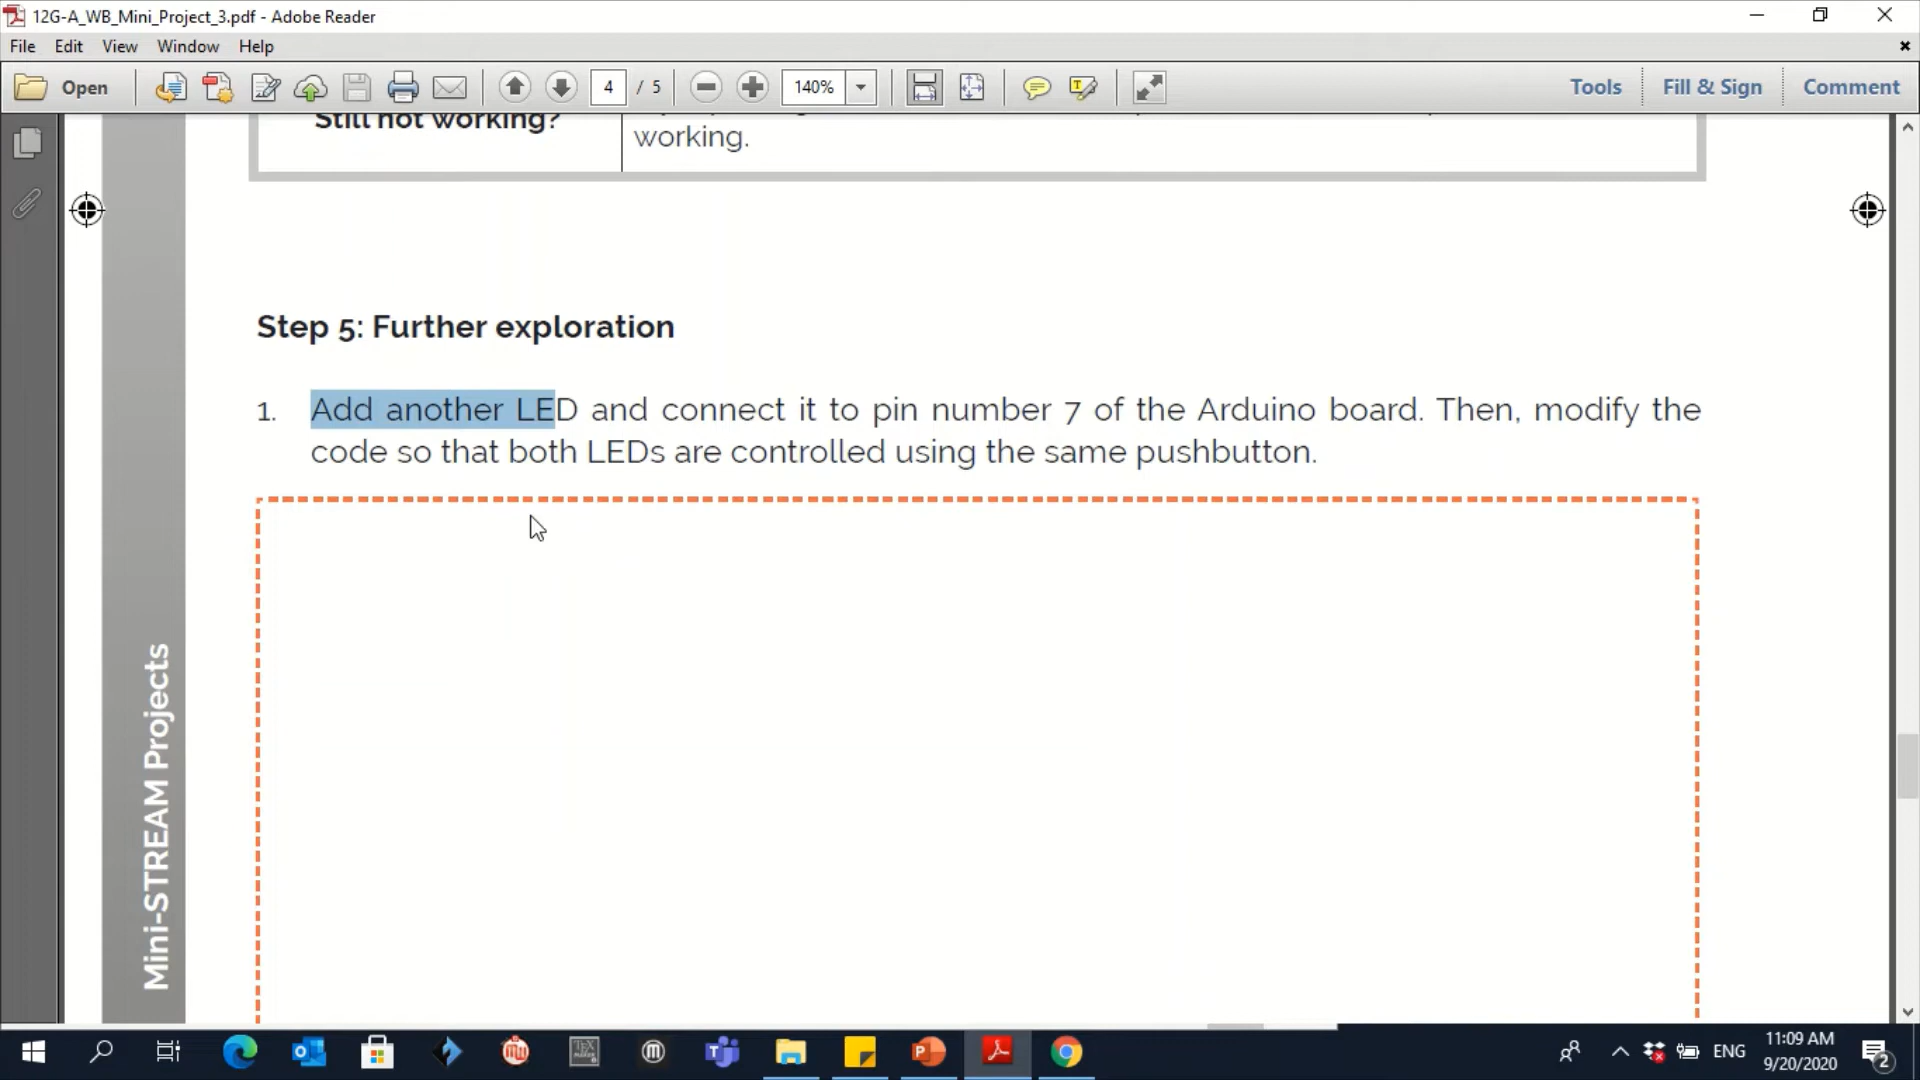 12G-A_WB_Mini_Project_3.pdf - Adobe Reader
File Edit View Window Help
Open 4 / 5 140% Tools Fill & Sign Comment
Still not working?
working.
Step 5: Further exploration
1. Add another LED and connect it to pin number 7 of the Arduino board. Then, modify the
code so that both LEDs are controlled using the same pushbutton.
Mini-STREAM Projects
ENG
11:09 AM
9/20/2020
2